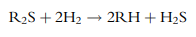 R₂S + 2H₂ → 2RH + H₂S